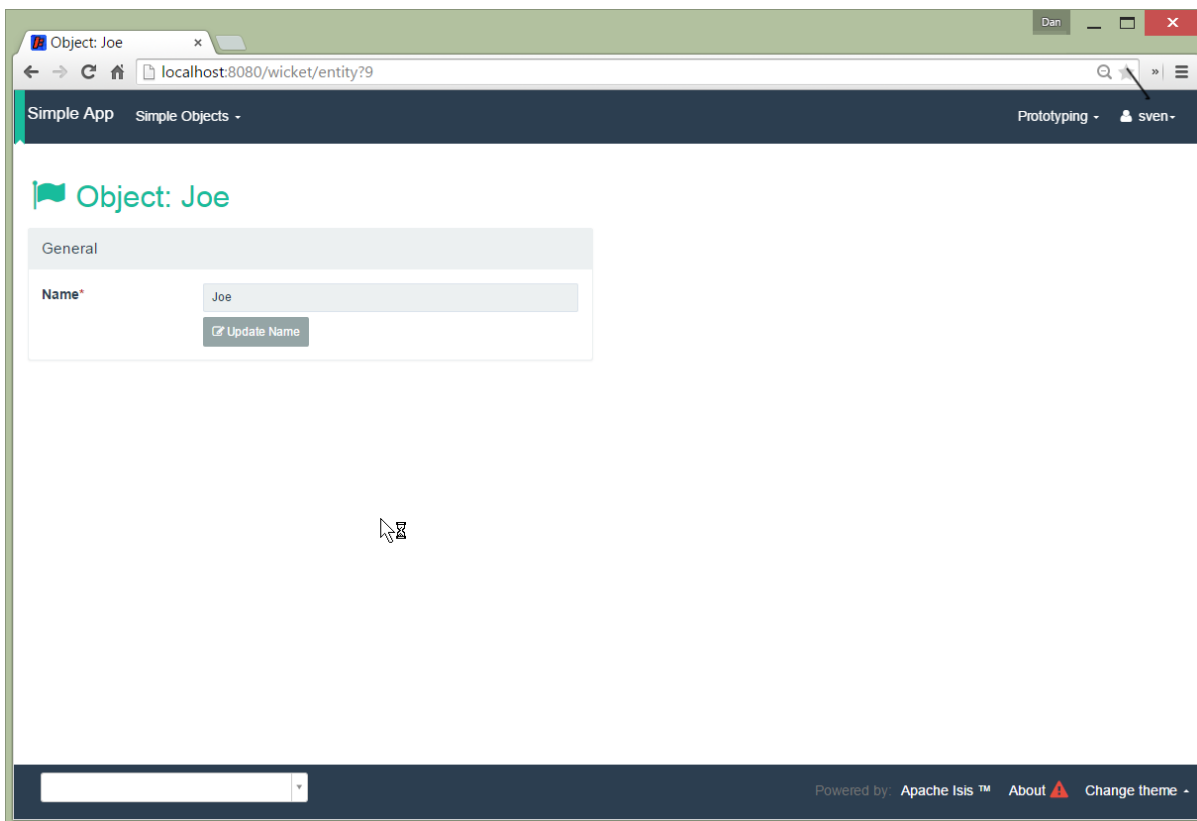 Dan
Object: Joe
localhost:8080/wicket/entity?9
Simple App Simple Objects Prototyping sven
Object: Joe
General
Name* Joe
Update Name
Powered by: Apache Isis ™ About Change theme